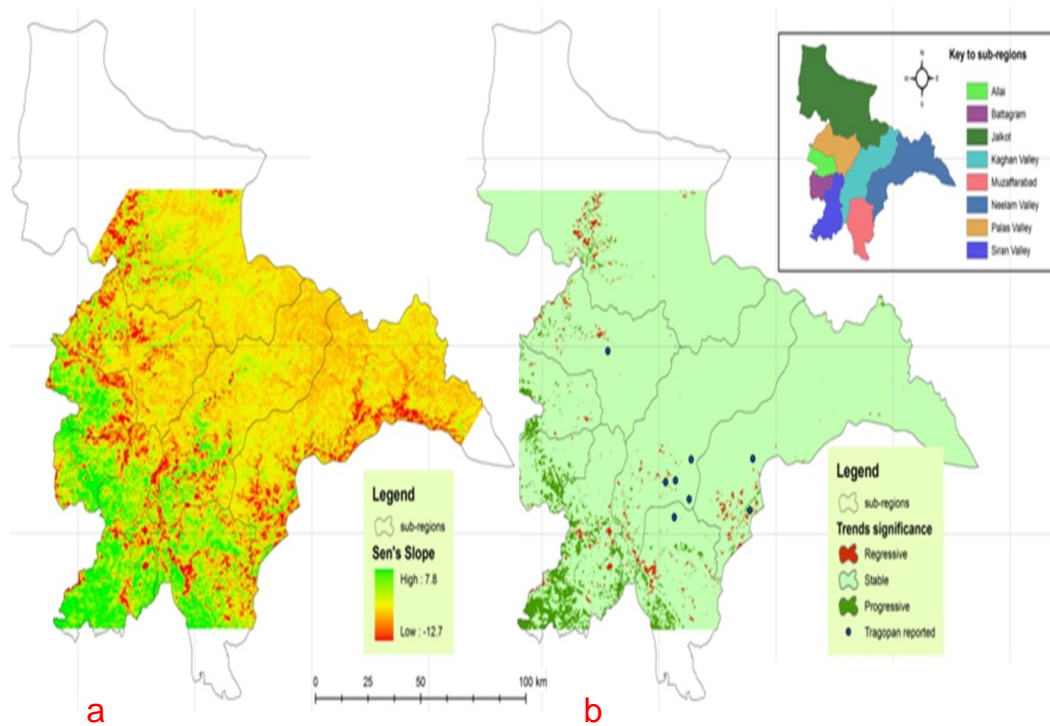 Key to sub-regions
N
W
E
S
Allai
Battagram
Jalkot
Kaghan Valley
Muzaffarabad
Neelam Valley
Palas Valley
Siran Valley
Legend
sub-regions
Sen's Slope
High : 7.8
Low : -12.7
Legend
sub-regions
Trends significance
Regressive
Stable
Progressive
Tragopan reported
0 25 50 100 km
a
b